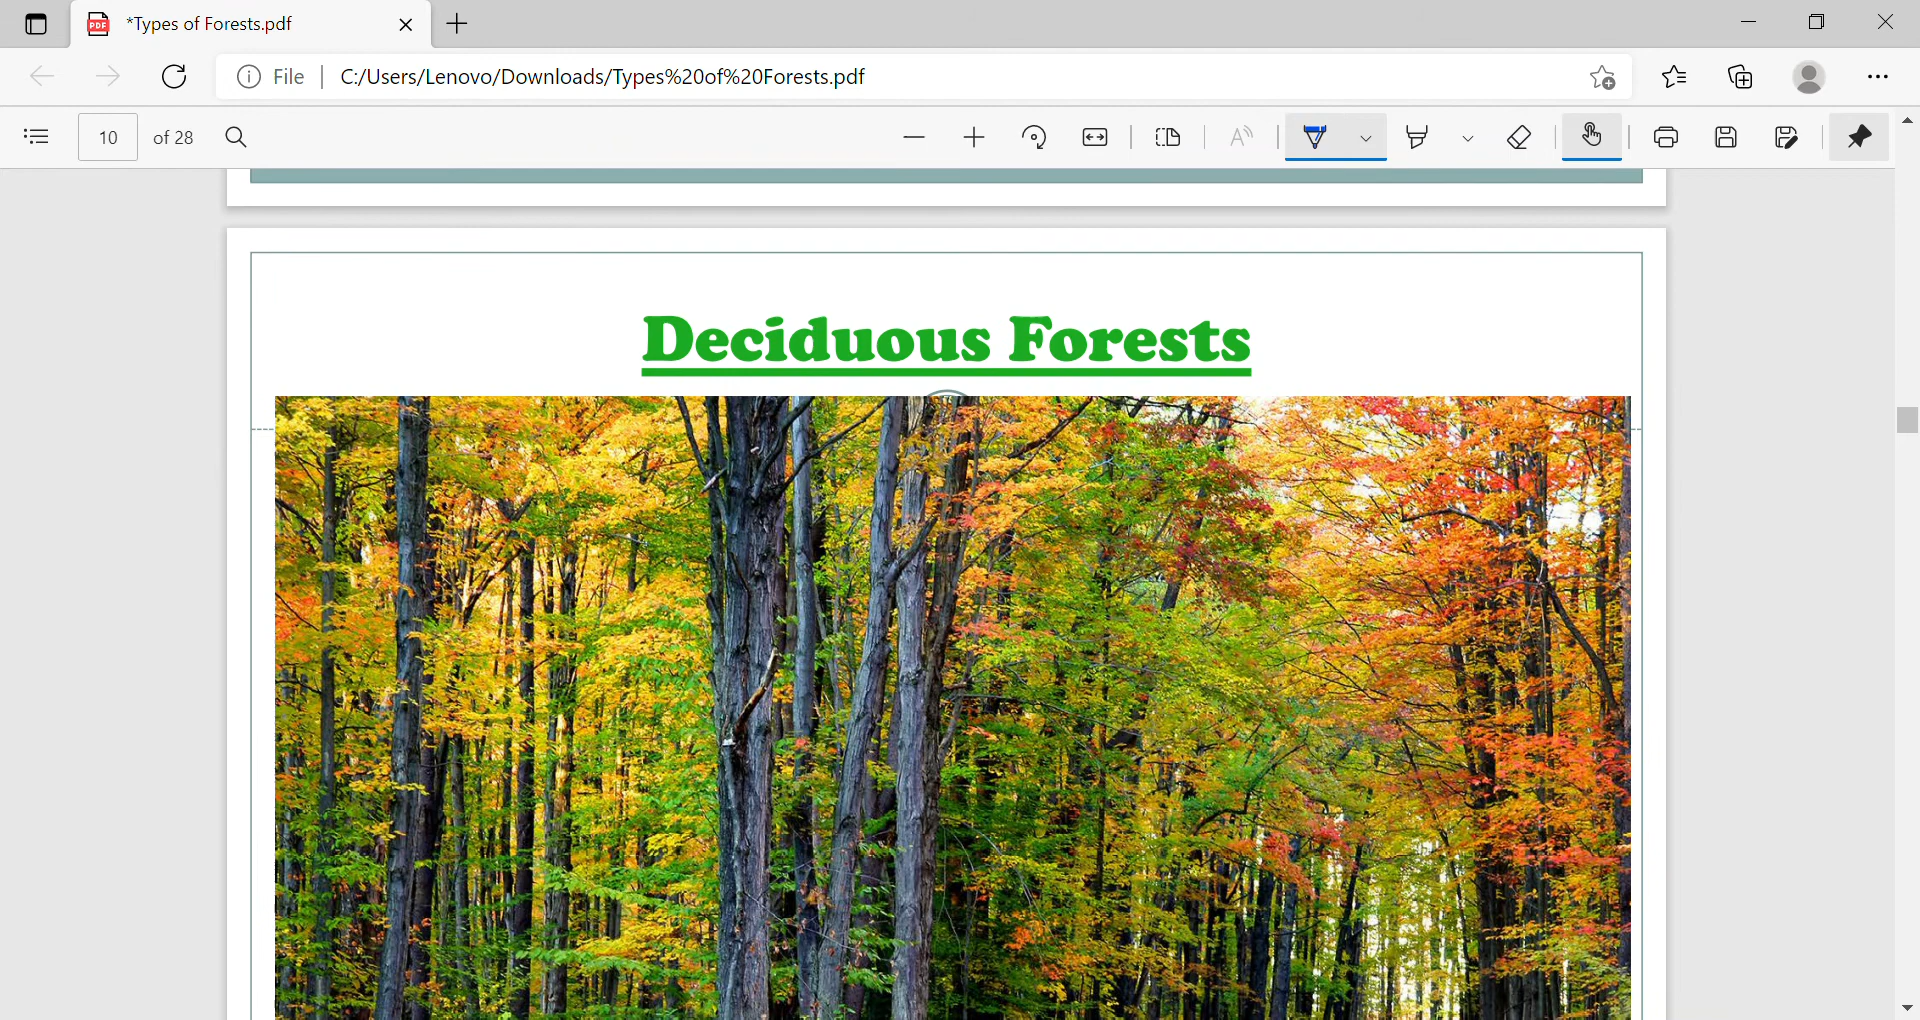 *Types of Forests.pdf
File
C:/Users/Lenovo/Downloads/Types%20of%20Forests.pdf
10 of 28
Deciduous Forests